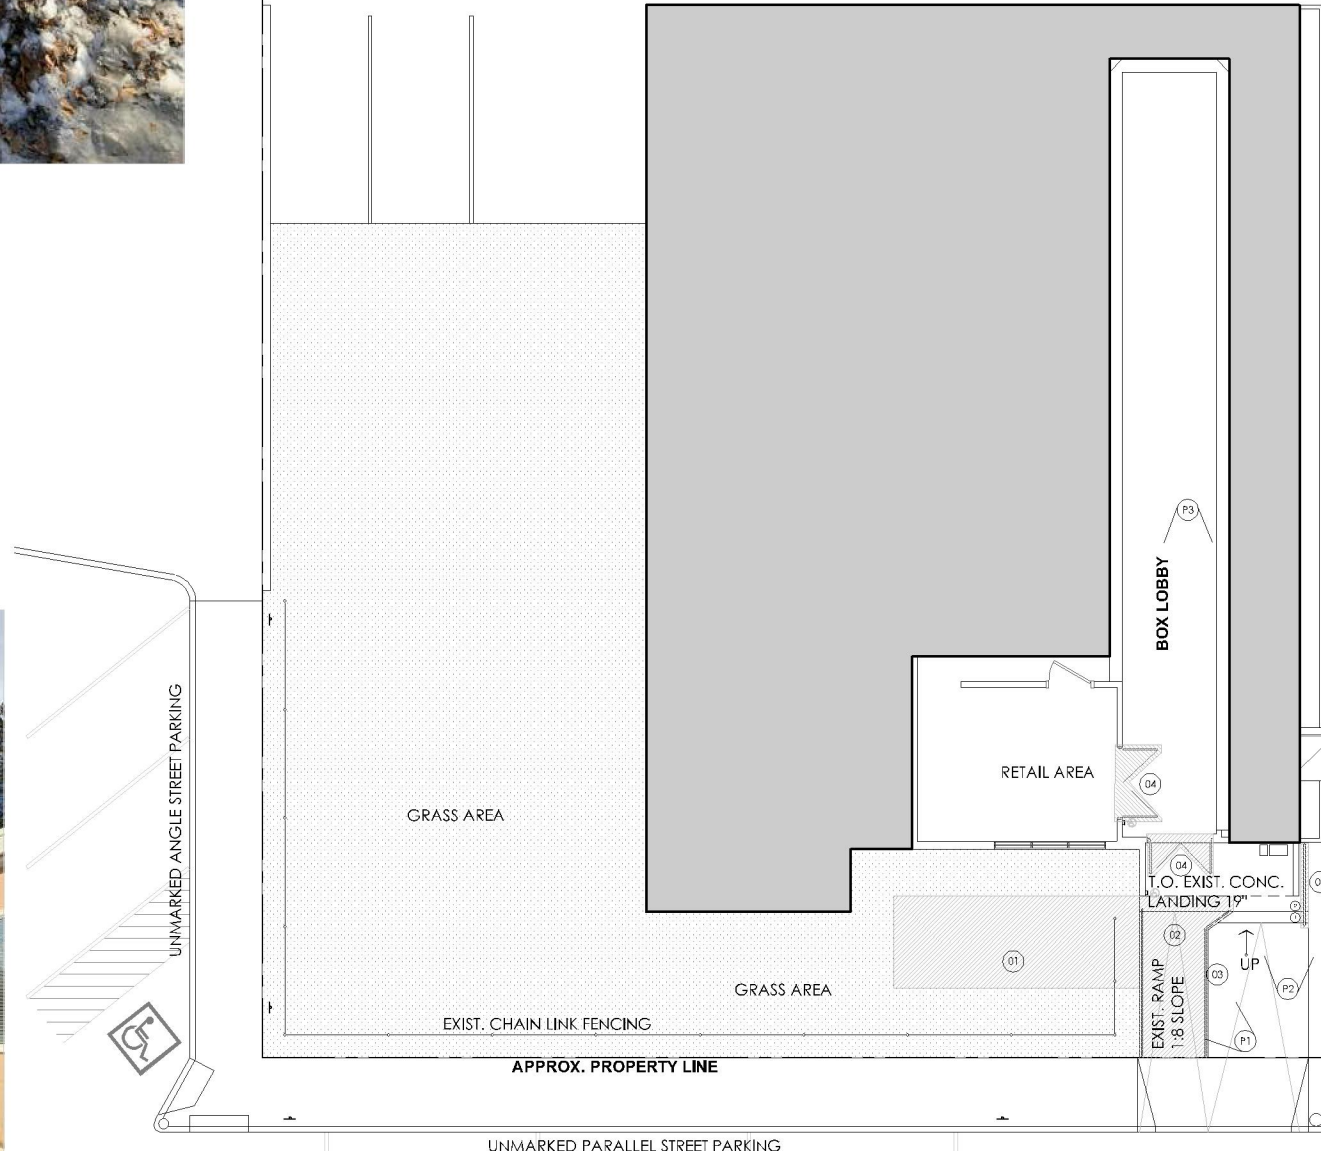 P3
BOX LOBBY
UNMARKED ANGLE STREET PARKING
RETAIL AREA
04
GRASS AREA
04
T.O. EXIST. CONC.
LANDING 19"
02
01
UP
03
EXIST. RAMP
1:8 SLOPE
GRASS AREA
P2
EXIST. CHAIN LINK FENCING
P1
APPROX. PROPERTY LINE
UNMARKED PARALLEL STREET PARKING